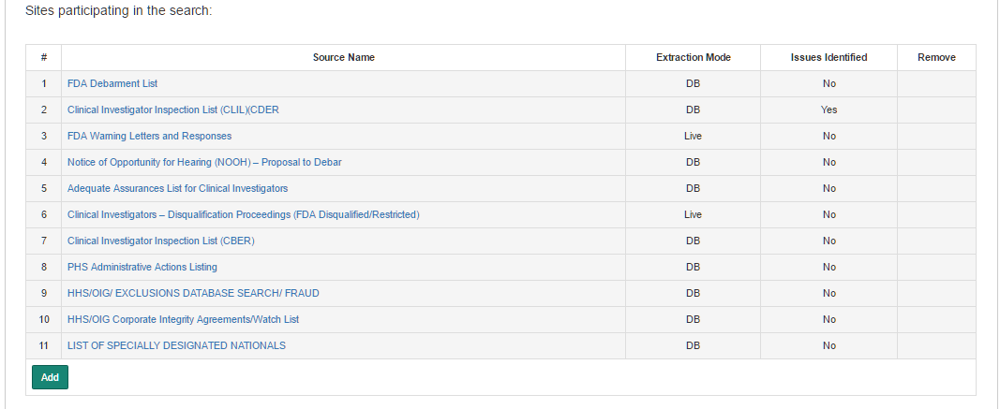 Sites participating in the search:
# Source Name Extraction Mode Issues Identified Remove
1 FDA Debarment List DB No
2 Clinical Investigator Inspection List (CLIL)(CDER DB Yes
3 FDA Warning Letters and Responses Live No
4 Notice of Opportunity for Hearing (NOOH) – Proposal to Debar DB No
5 Adequate Assurances List for Clinical Investigators DB No
6 Clinical Investigators – Disqualification Proceedings (FDA Disqualified/Restricted) Live No
7 Clinical Investigator Inspection List (CBER) DB No
8 PHS Administrative Actions Listing DB No
9 HHS/OIG/ EXCLUSIONS DATABASE SEARCH/ FRAUD DB No
10 HHS/OIG Corporate Integrity Agreements/Watch List DB No
11 LIST OF SPECIALLY DESIGNATED NATIONALS DB No
Add